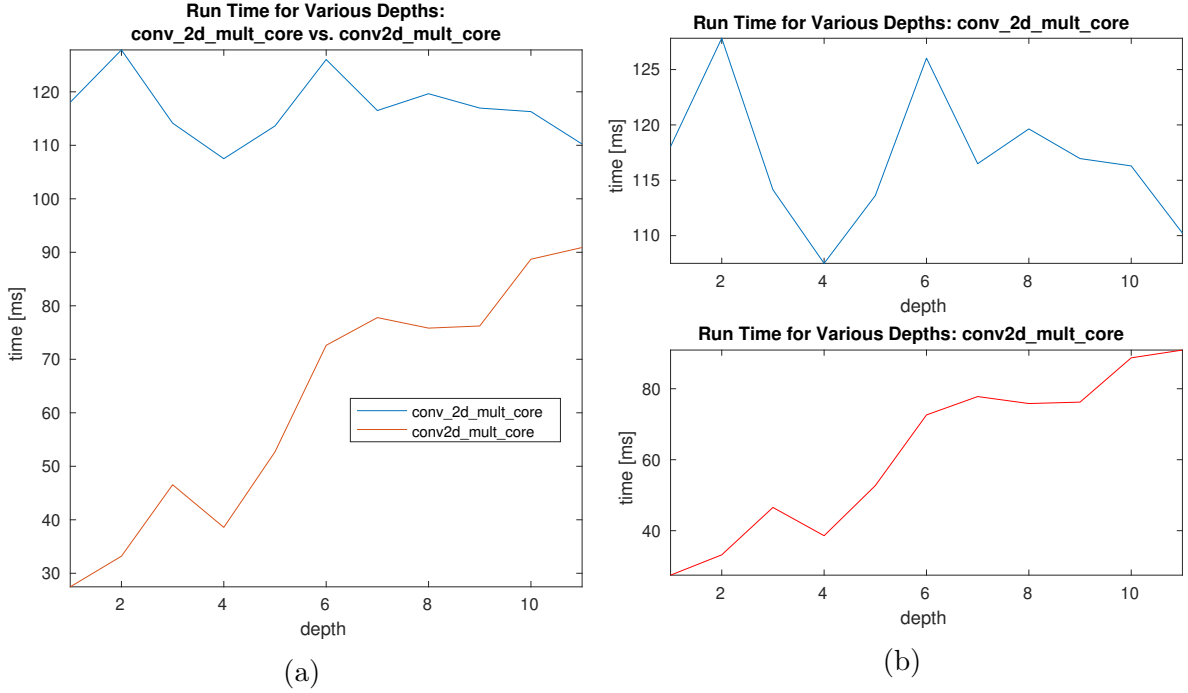 Run Time for Various Depths:
conv_2d_mult_core vs. conv2d_mult_core
120
110
100
90
80
70
60
50
40
30
time [ms]
2
4
6
8
10
depth
conv_2d_mult_core
conv2d_mult_core
(a)
Run Time for Various Depths: conv_2d_mult_core
125
120
115
110
time [ms]
2
4
6
8
10
depth
Run Time for Various Depths: conv2d_mult_core
80
60
40
time [ms]
2
4
6
8
10
depth
(b)